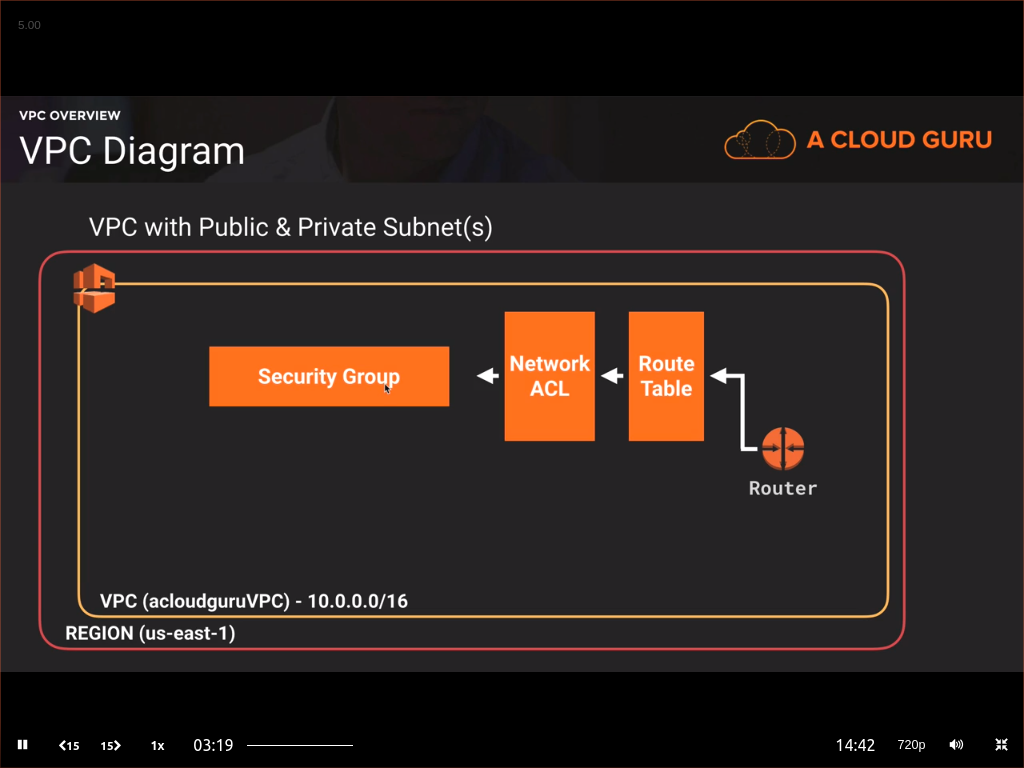 5.00
VPC OVERVIEW
VPC Diagram
A CLOUD GURU
VPC with Public & Private Subnet(s)
Security Group
Network
ACL
Route
Table
Router
VPC (acloudguruVPC) - 10.0.0.0/16
REGION (us-east-1)
15
15
1x
03:19
14:42
720p